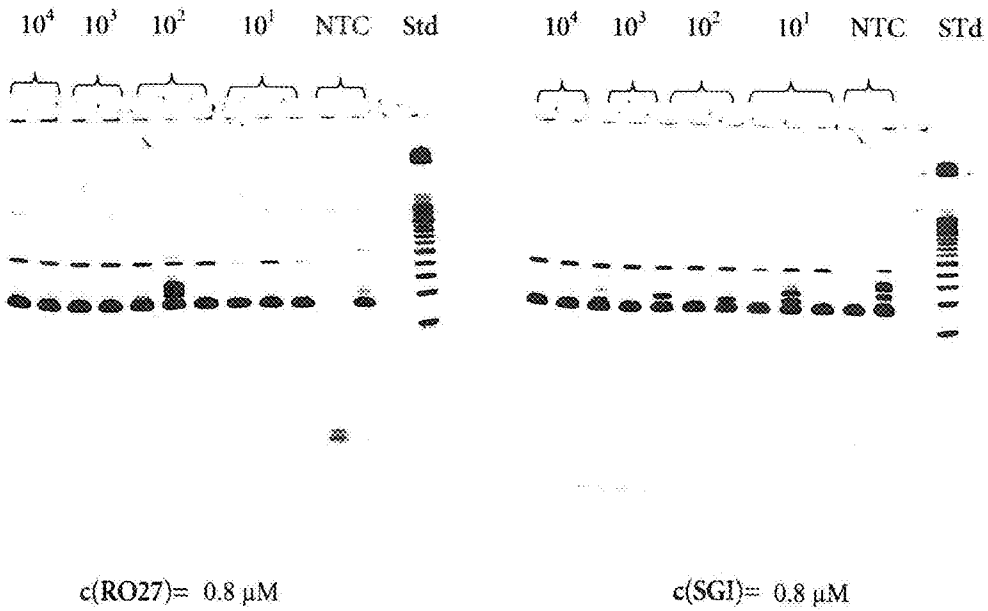 10⁴ 10³ 10² 10¹ NTC Std 10⁴ 10³ 10² 10¹ NTC STd
c(RO27)= 0.8 µM c(SGI)= 0.8 µM